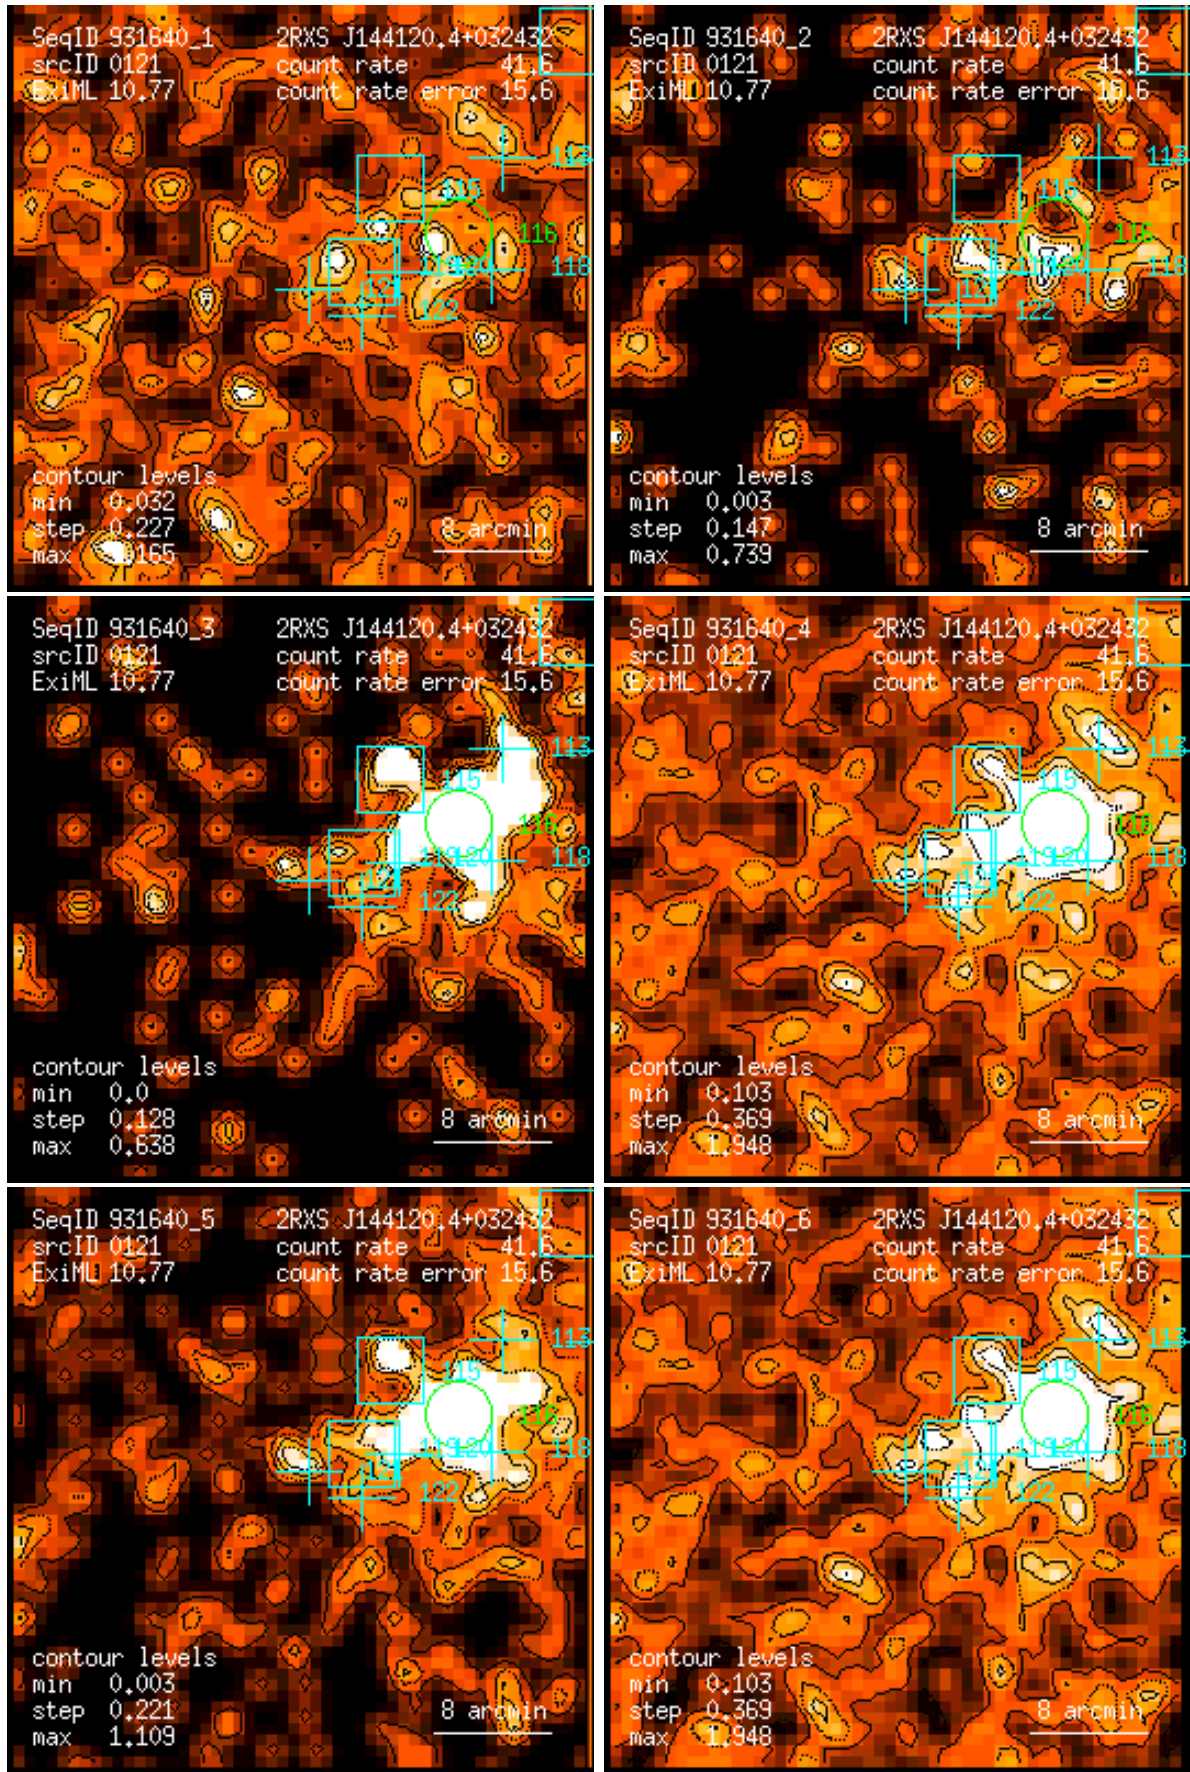 SeqID 931640_1 2RXS J144120.4+032432
srcID 0121 count rate 41.6
ExiML 10.77 count rate error 15.6
113
115
116
118
122
contour levels
min 0.032
step 0.227
max
8 arcmin
SeqID 931640_2 2RXS J144120.4+032432
srcID 0121 count rate 41.6
ExiML 10.77 count rate error 15.6
113
115
116
118
122
contour levels
min 0.003
step 0.147
max 0.739
8 arcmin
SeqID 931640_3 2RXS J144120.4+032432
srcID 0121 count rate 41.6
ExiML 10.77 count rate error 15.6
113
115
116
118
122
contour levels
min 0.0
step 0.128
max 0.638
8 arcmin
SeqID 931640_4 2RXS J144120.4+032432
srcID 0121 count rate 41.6
ExiML 10.77 count rate error 15.6
113
115
116
118
122
contour levels
min 0.103
step 0.369
max 1.948
8 arcmin
SeqID 931640_5 2RXS J144120.4+032432
srcID 0121 count rate 41.6
ExiML 10.77 count rate error 15.6
113
115
116
118
122
contour levels
min 0.003
step 0.221
max 1.109
8 arcmin
SeqID 931640_6 2RXS J144120.4+032432
srcID 0121 count rate 41.6
ExiML 10.77 count rate error 15.6
113
115
116
118
122
contour levels
min 0.103
step 0.369
max 1.948
8 arcmin